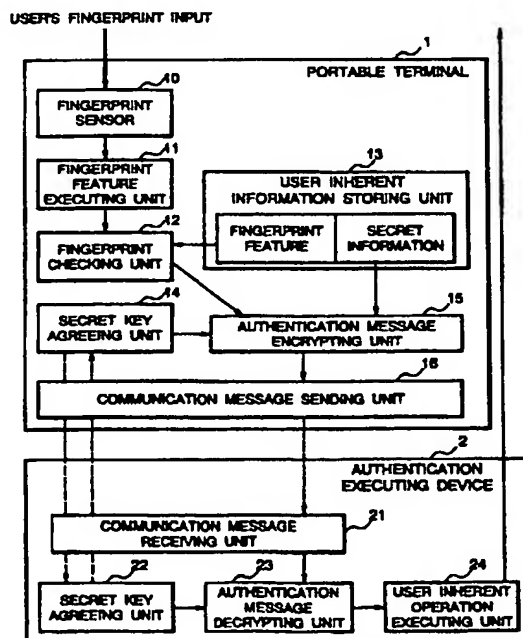 USER'S FINGERPRINT INPUT
1
PORTABLE TERMINAL
10
FINGERPRINT
SENSOR
11
FINGERPRINT
FEATURE
EXECUTING UNIT
13
USER INHERENT
INFORMATION STORING UNIT
FINGERPRINT
FEATURE
SECRET
INFORMATION
12
FINGERPRINT
CHECKING UNIT
14
SECRET KEY
AGREEING UNIT
15
AUTHENTICATION MESSAGE
ENCRYPTING UNIT
16
COMMUNICATION MESSAGE SENDING UNIT
2
AUTHENTICATION
EXECUTING DEVICE
COMMUNICATION MESSAGE
RECEIVING UNIT
21
22
SECRET KEY
AGREEING UNIT
23
AUTHENTICATION
MESSAGE
DECRYPTING UNIT
24
USER INHERENT
OPERATION
EXECUTING UNIT